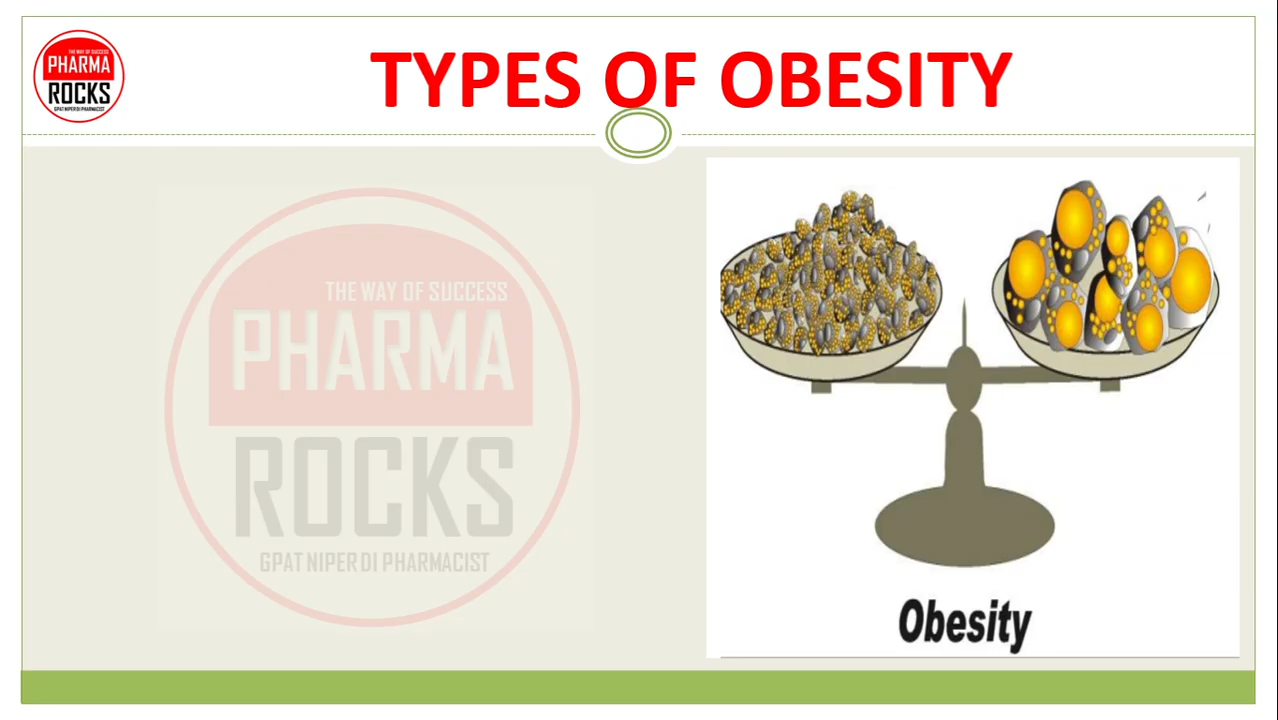 THE WAY OF SUCCESS
PHARMA
ROCKS
GPAT NIPER DI PHARMACIST
TYPES OF OBESITY
THE WAY OF SUCCESS
PHARMA
ROCKS
GPAT NIPER DI PHARMACIST
Obesity